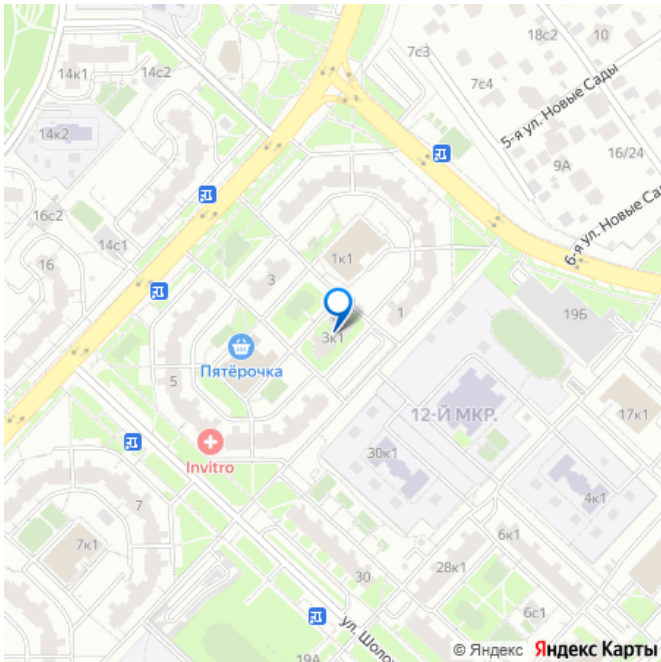 18с2
10
7с3
14к1
14с2
7с4
5-я ул. Новые Сады
14к2
16/24
9А
16с2
6-я ул. Новые Са
14с1
1к1
16
3
19Б
1
3к1
Пятёрочка
5
12-Й МКР.
17к1
30к1
Invitro
4к1
7
6к1
7к1
28к1
30
6с1
ул. Шоло
19А
© Яндекс Яндекс Карты